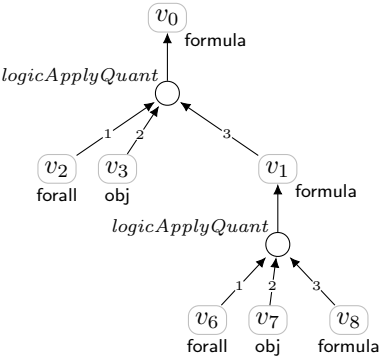 v0
formula
logicApplyQuant
1 2 3
v2 v3 v1
forall obj formula
logicApplyQuant
1 2 3
v6 v7 v8
forall obj formula